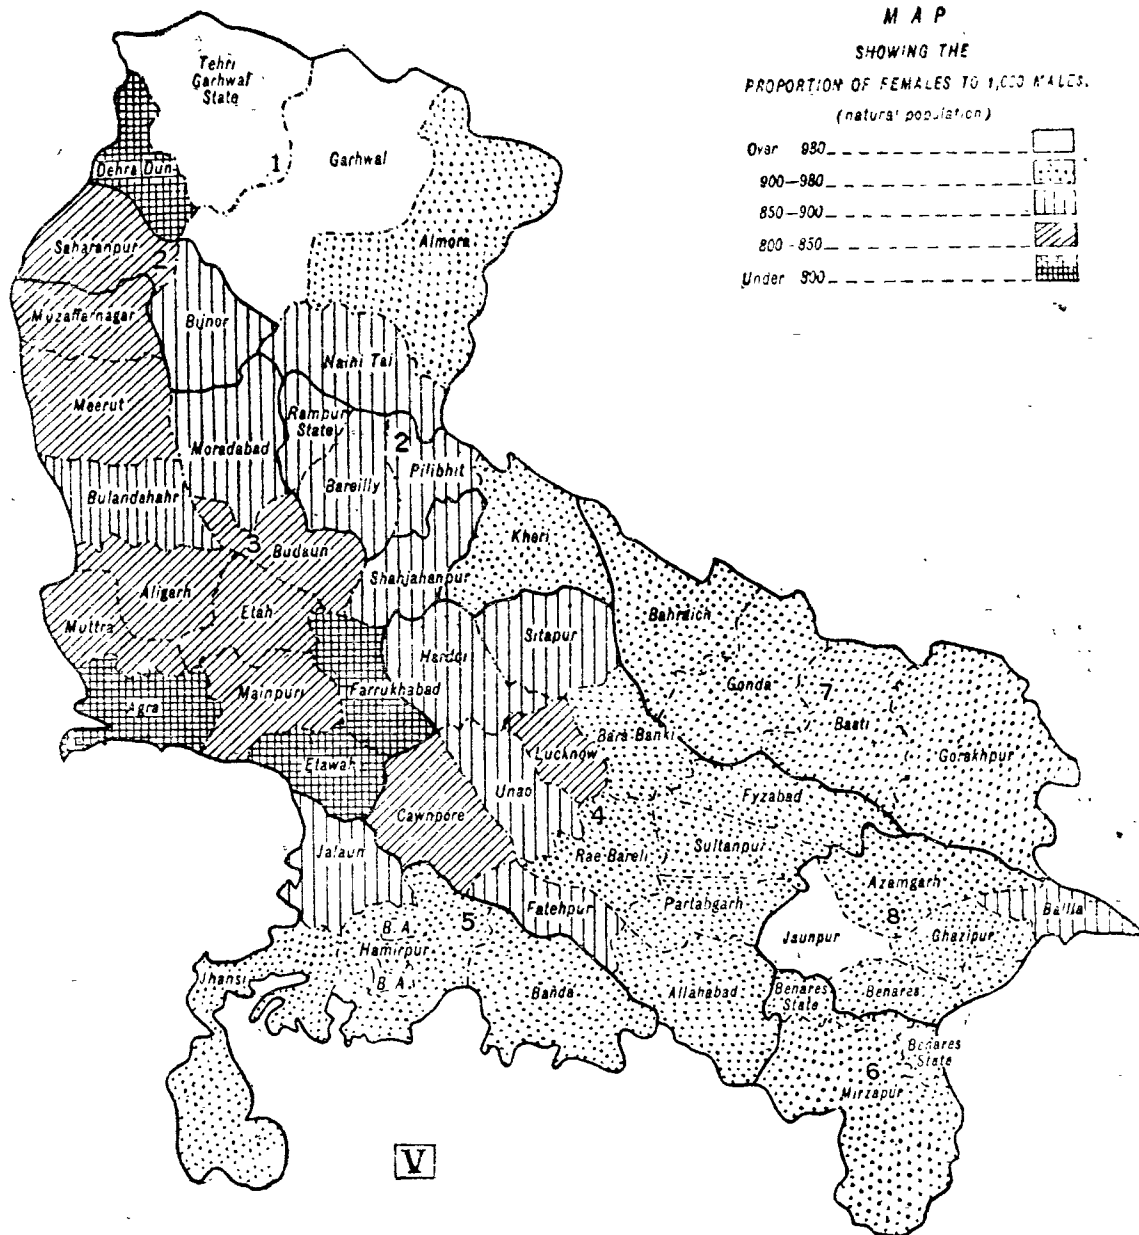 MAP
SHOWING THE
PROPORTION OF FEMALES TO 1,000 MALES.
(natural population)
Over 980
900-980
850-900
800-850
Under 800
Tehri
Garhwal
State
1
Garhwal
Dehra Dun
Almora
Saharanpur
2
Muzaffarnagar
Bijnor
Naini Tal
Meerut
Rampur
State
Moradabad
2
Pilibhit
Bareilly
Bulandshahr
3
Budaun
Kheri
Shahjahanpur
Aligarh
Etah
Muttra
Bahraich
Sitapur
Hardoi
Gonda
7
Mainpuri
Farrukhabad
Agra
Basti
Bara Banki
Lucknow
Gorakhpur
Etawah
Unao
Fyzabad
Cawnpore
4
Sultanpur
Jalaun
Rae Bareli
Azamgarh
Partabgarh
Fatehpur
5
8
Ballia
B. A.
Hamirpur
B. A.
Jaunpur
Ghazipur
Jhansi
Banda
Allahabad
Benares
State
Benares
Benares
State
6
Mirzapur
V